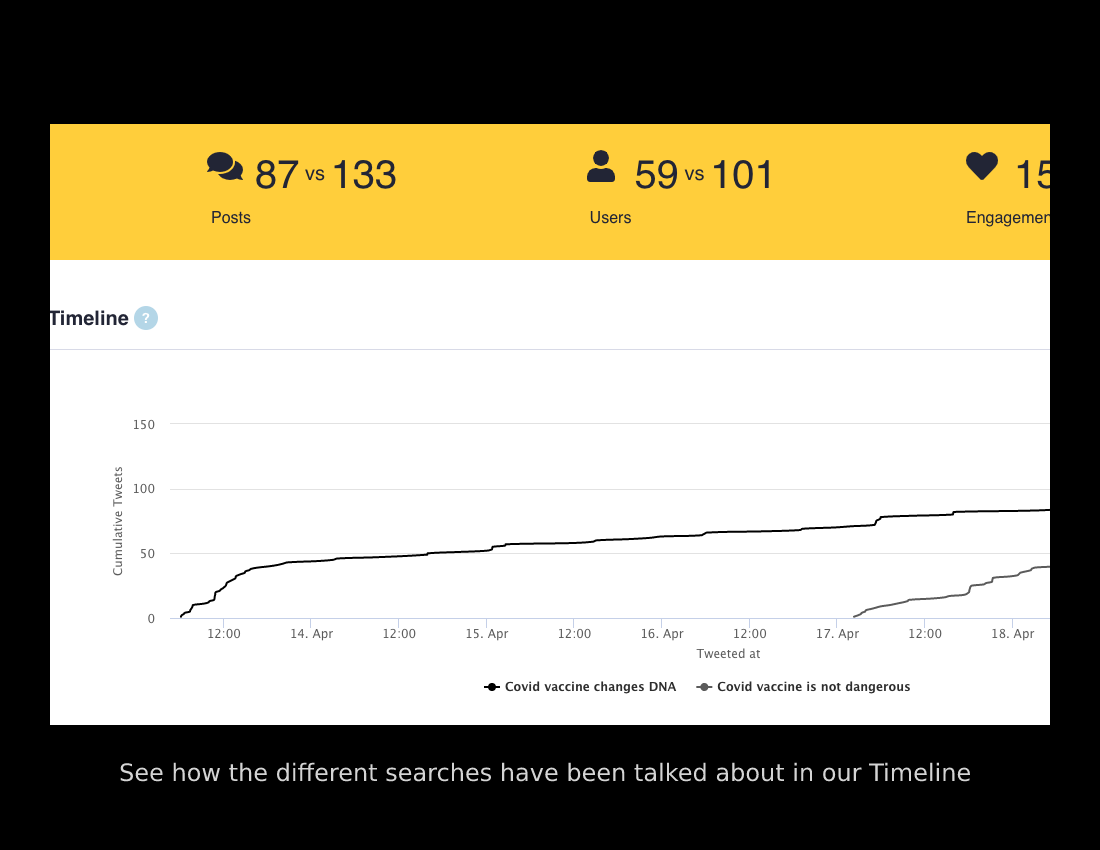 87 vs 133
Posts
59 vs 101
Users
15
Engagemen
Timeline ?
150
100
50
0
Cumulative Tweets
12:00 14. Apr 12:00 15. Apr 12:00 16. Apr 12:00 17. Apr 12:00 18. Apr
Tweeted at
Covid vaccine changes DNA Covid vaccine is not dangerous
See how the different searches have been talked about in our Timeline